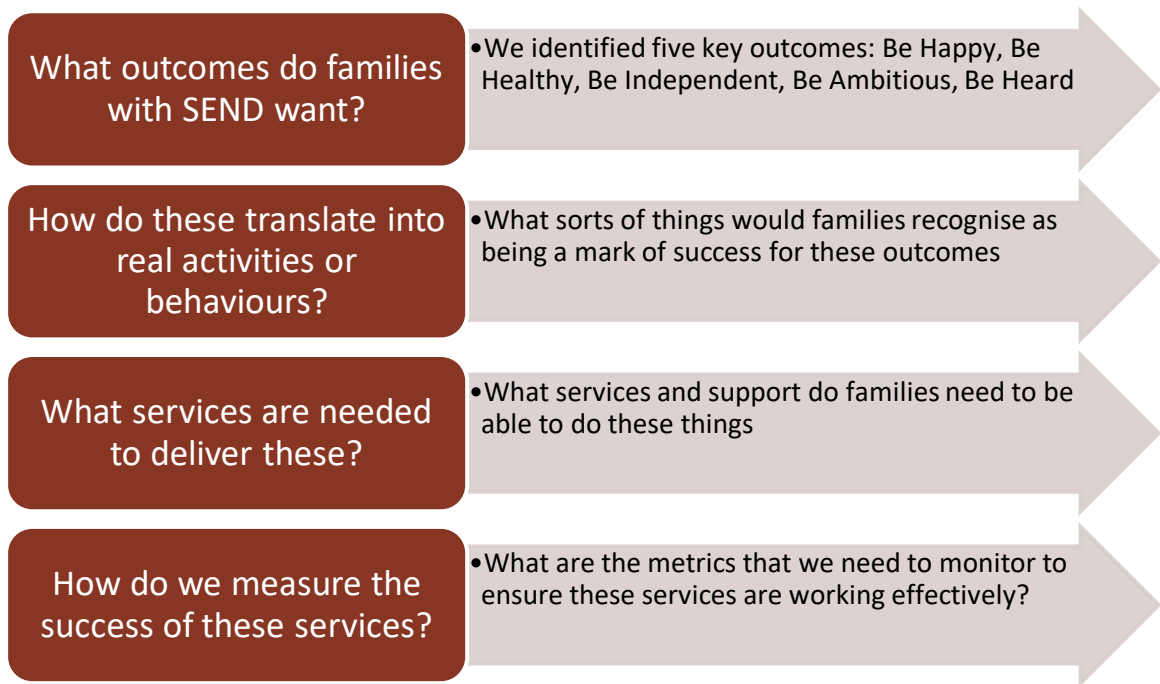 What outcomes do families
with SEND want?
•We identified five key outcomes: Be Happy, Be
Healthy, Be Independent, Be Ambitious, Be Heard
How do these translate into
real activities or
behaviours?
•What sorts of things would families recognise as
being a mark of success for these outcomes
What services are needed
to deliver these?
•What services and support do families need to be
able to do these things
How do we measure the
success of these services?
•What are the metrics that we need to monitor to
ensure these services are working effectively?